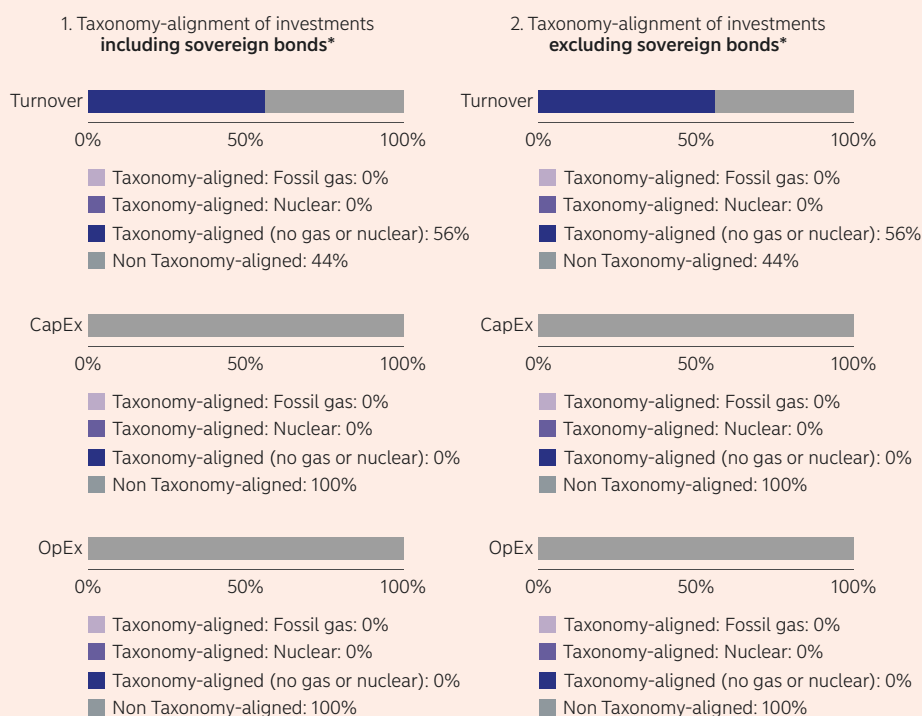 1. Taxonomy-alignment of investments
including sovereign bonds*
Turnover
0% 50% 100%
Taxonomy-aligned: Fossil gas: 0%
Taxonomy-aligned: Nuclear: 0%
Taxonomy-aligned (no gas or nuclear): 56%
Non Taxonomy-aligned: 44%
CapEx
0% 50% 100%
Taxonomy-aligned: Fossil gas: 0%
Taxonomy-aligned: Nuclear: 0%
Taxonomy-aligned (no gas or nuclear): 0%
Non Taxonomy-aligned: 100%
OpEx
0% 50% 100%
Taxonomy-aligned: Fossil gas: 0%
Taxonomy-aligned: Nuclear: 0%
Taxonomy-aligned (no gas or nuclear): 0%
Non Taxonomy-aligned: 100%
2. Taxonomy-alignment of investments
excluding sovereign bonds*
Turnover
0% 50% 100%
Taxonomy-aligned: Fossil gas: 0%
Taxonomy-aligned: Nuclear: 0%
Taxonomy-aligned (no gas or nuclear): 56%
Non Taxonomy-aligned: 44%
CapEx
0% 50% 100%
Taxonomy-aligned: Fossil gas: 0%
Taxonomy-aligned: Nuclear: 0%
Taxonomy-aligned (no gas or nuclear): 0%
Non Taxonomy-aligned: 100%
OpEx
0% 50% 100%
Taxonomy-aligned: Fossil gas: 0%
Taxonomy-aligned: Nuclear: 0%
Taxonomy-aligned (no gas or nuclear): 0%
Non Taxonomy-aligned: 100%